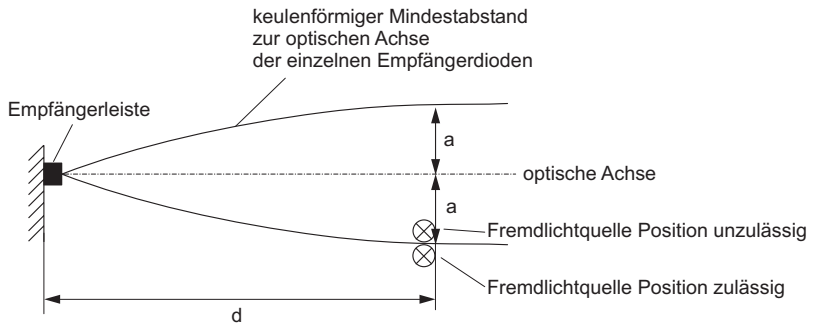 keulenförmiger Mindestabstand
zur optischen Achse
der einzelnen Empfängerdioden
Empfängerleiste
a
optische Achse
a
Fremdlichtquelle Position unzulässig
Fremdlichtquelle Position zulässig
d